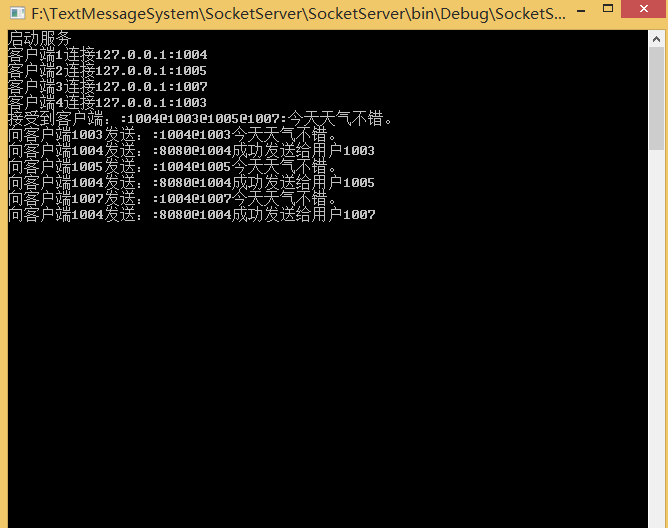 F:\TextMessageSystem\SocketServer\SocketServer\bin\Debug\SocketS...
启动服务
客户端1连接127.0.0.1:1004
客户端2连接127.0.0.1:1005
客户端3连接127.0.0.1:1007
客户端4连接127.0.0.1:1003
接受到客户端：:1004@1003@1005@1007:今天天气不错。
向客户端1003发送：:1004@1003今天天气不错。
向客户端1004发送：:8080@1004成功发送给用户1003
向客户端1005发送：:1004@1005今天天气不错。
向客户端1004发送：:8080@1004成功发送给用户1005
向客户端1007发送：:1004@1007今天天气不错。
向客户端1004发送：:8080@1004成功发送给用户1007